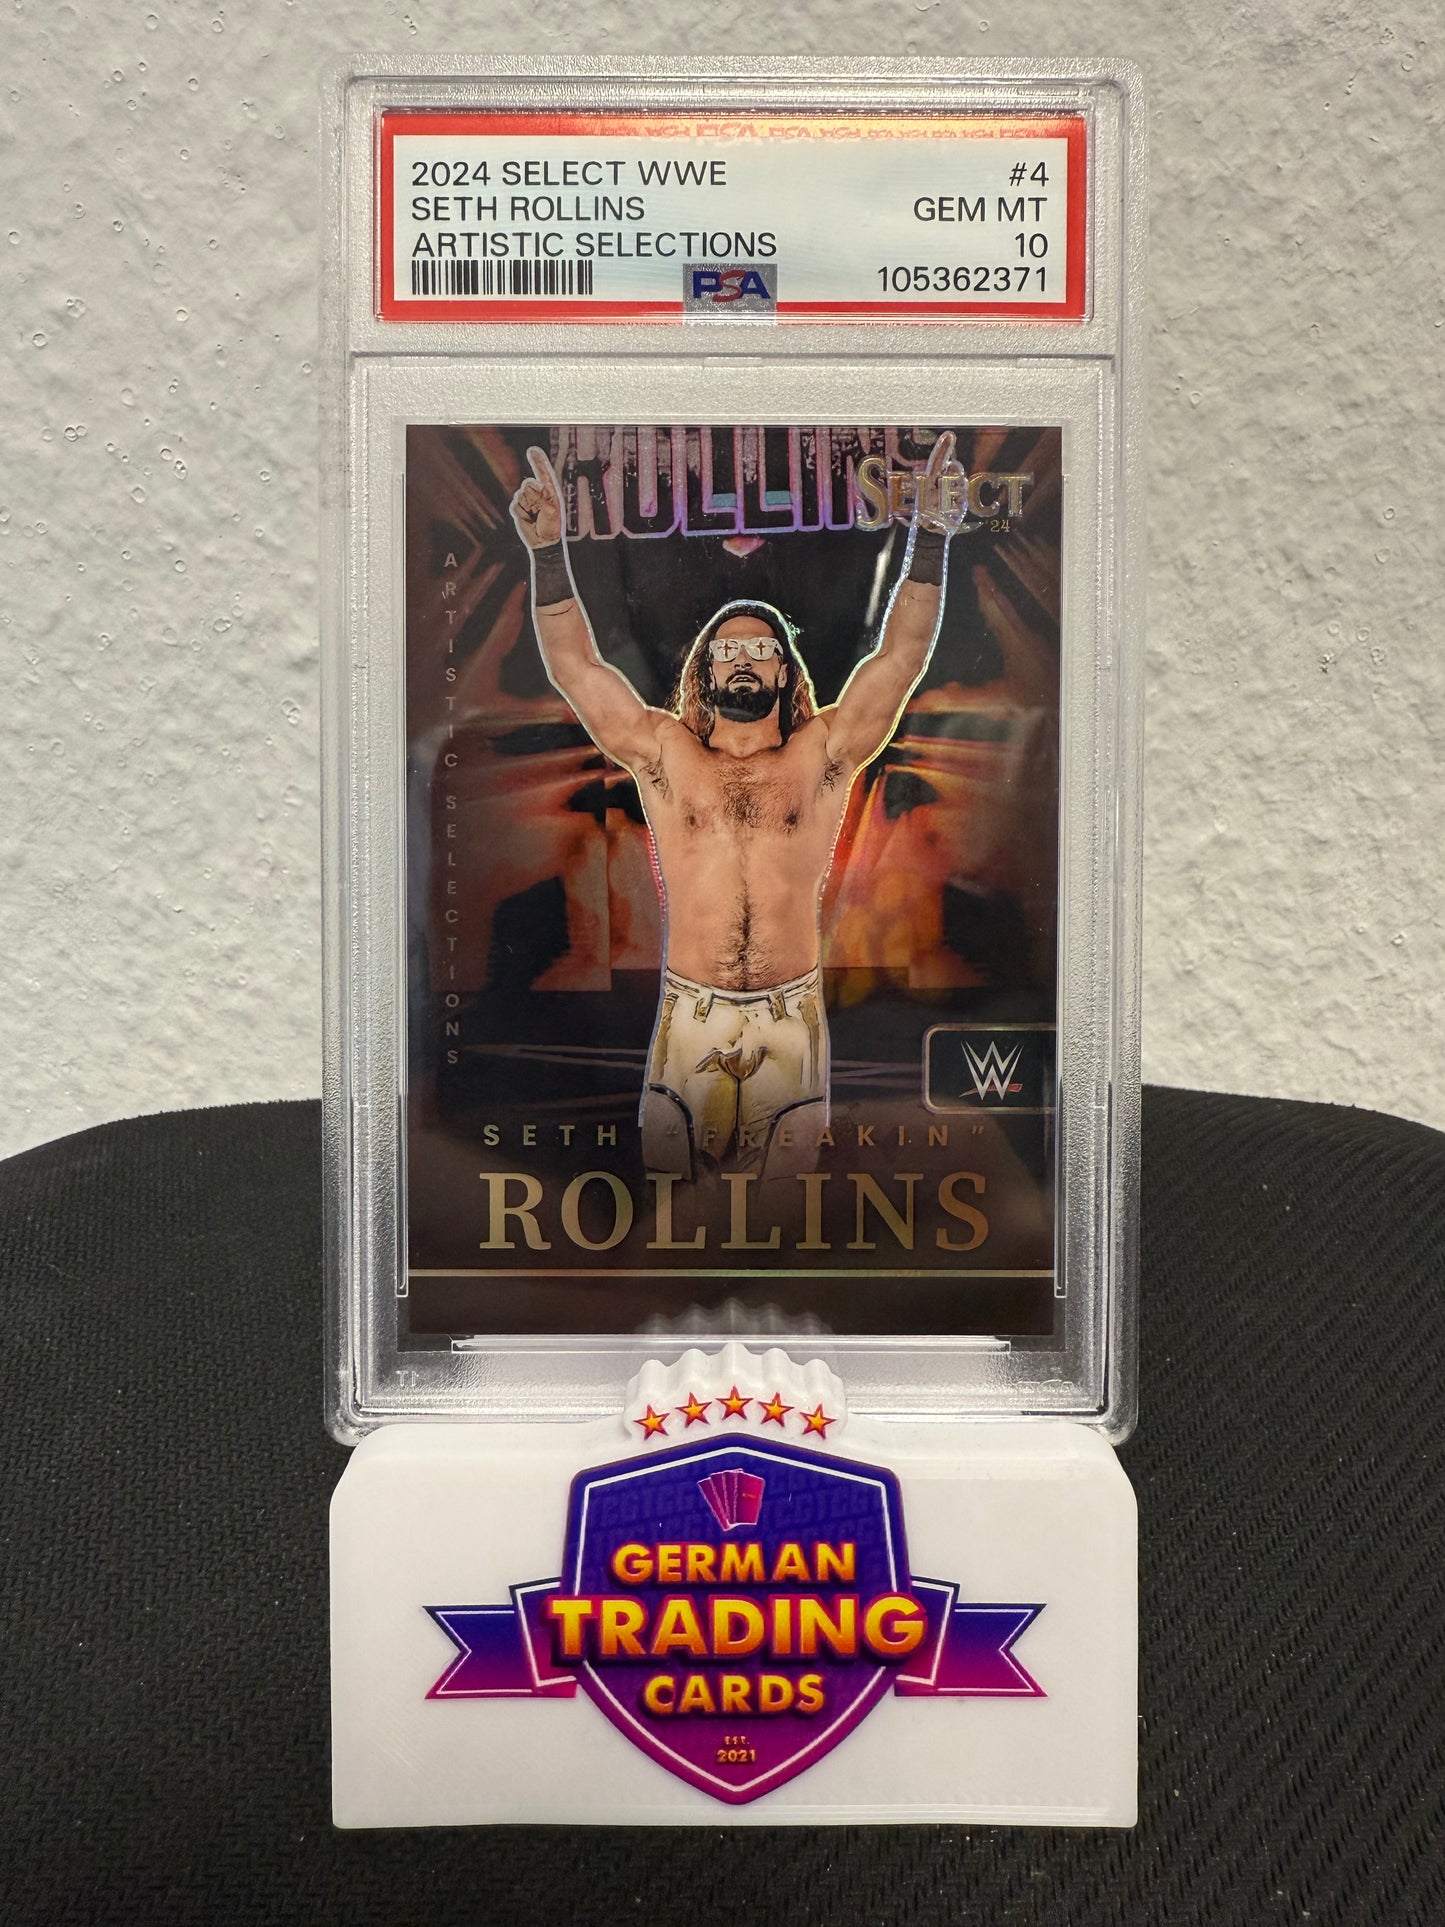 2024 SELECT WWE #4
SETH ROLLINS GEM MT
ARTISTIC SELECTIONS 10
PSA 105362371
ROLLINS
SELECT
24
ARTISTIC SELECTIONS
W
SETH "FREAKIN"
ROLLINS
GERMAN
TRADING
CARDS
EST.
2021